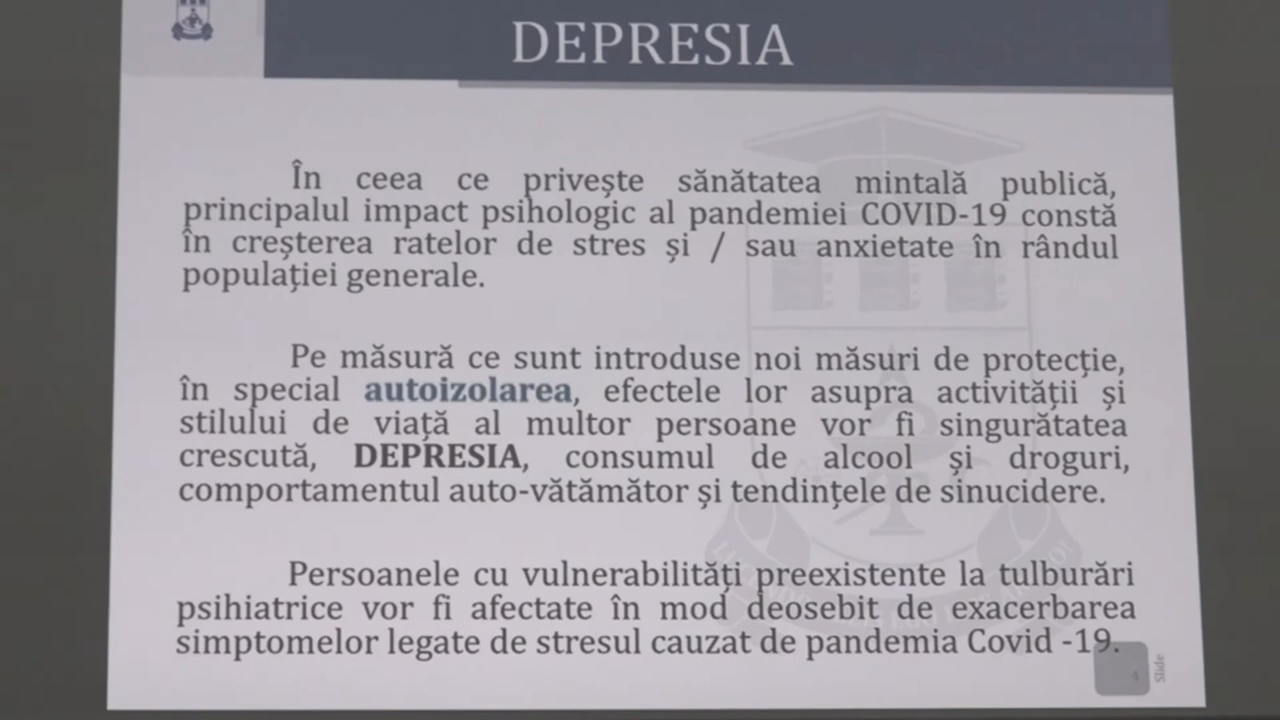 DEPRESIA
În ceea ce privește sănătatea mintală publică,
principalul impact psihologic al pandemiei COVID-19 constă
în creșterea ratelor de stres și / sau anxietate în rândul
populației generale.
Pe măsură ce sunt introduse noi măsuri de protecție,
în special autoizolarea, efectele lor asupra activității și
stilului de viață al multor persoane vor fi singurătatea
crescută, DEPRESIA, consumul de alcool și droguri,
comportamentul auto-vătămător și tendințele de sinucidere.
Persoanele cu vulnerabilități preexistente la tulburări
psihiatrice vor fi afectate în mod deosebit de exacerbarea
simptomelor legate de stresul cauzat de pandemia Covid -19.
4
Slide